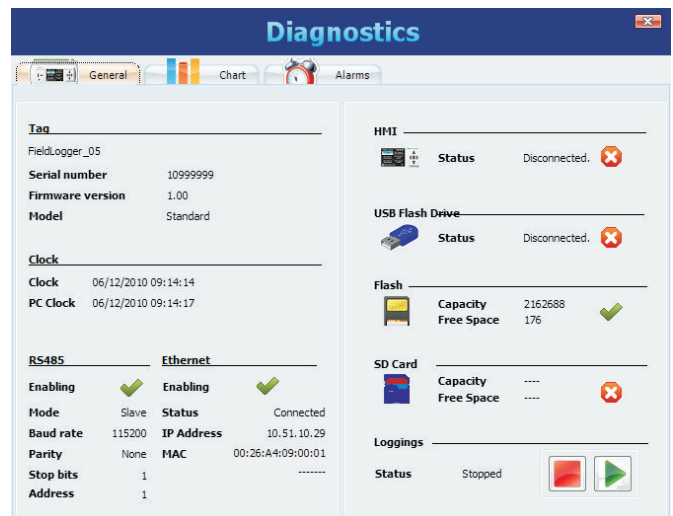 Diagnostics
General
Chart
Alarms
Tag
FieldLogger_05
Serial number 10999999
Firmware version 1.00
Model Standard
Clock
Clock 06/12/2010 09:14:14
PC Clock 06/12/2010 09:14:17
RS485
Enabling
Mode Slave
Baud rate 115200
Parity None
Stop bits 1
Address 1
Ethernet
Enabling
Status Connected
IP Address 10.51.10.29
MAC 00:26:A4:09:00:01
-------
HMI
Status Disconnected.
USB Flash Drive
Status Disconnected.
Flash
Capacity 2162688
Free Space 176
SD Card
Capacity ----
Free Space ----
Loggings
Status Stopped